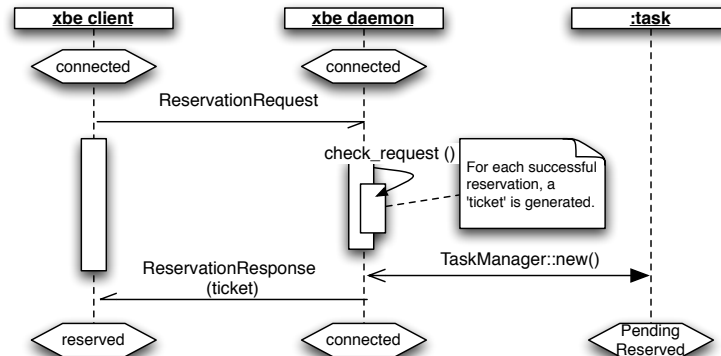 xbe client
xbe daemon
:task
connected
connected
ReservationRequest
check_request ()
For each successful
reservation, a
'ticket' is generated.
ReservationResponse
(ticket)
TaskManager::new()
reserved
connected
Pending
Reserved